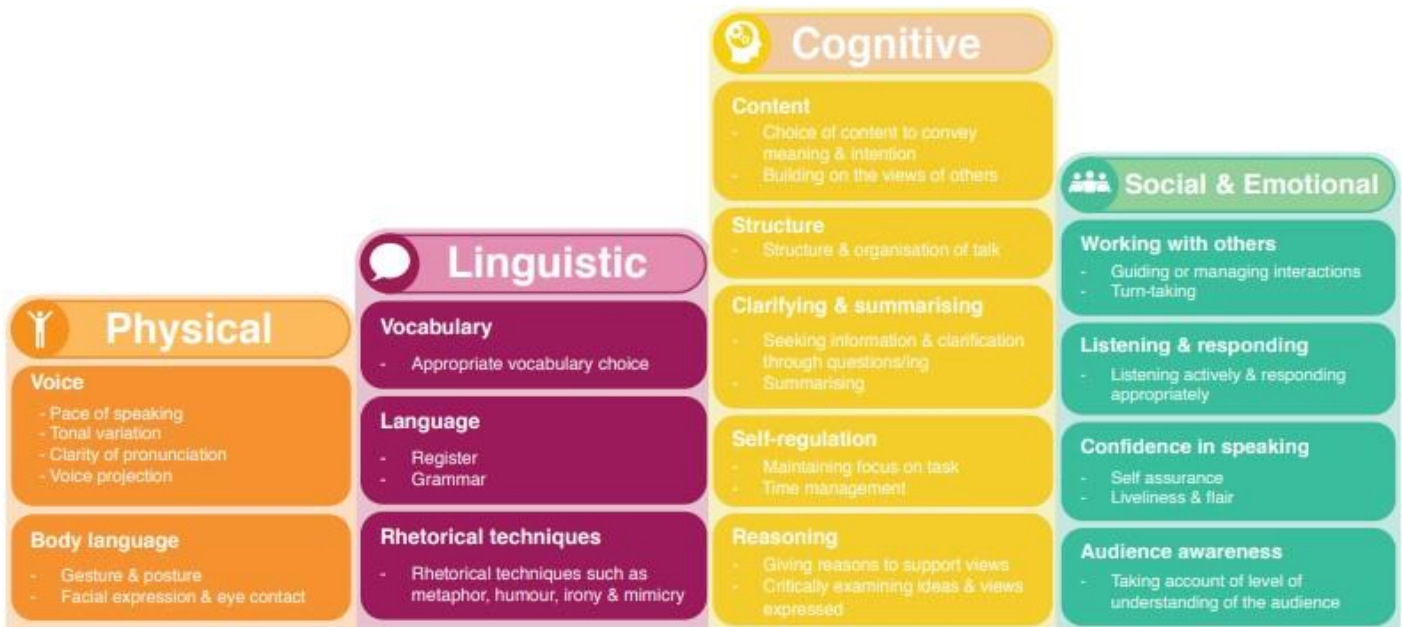 Physical
Voice
- Pace of speaking
- Tonal variation
- Clarity of pronunciation
- Voice projection
Body language
- Gesture & posture
- Facial expression & eye contact
Linguistic
Vocabulary
- Appropriate vocabulary choice
Language
- Register
- Grammar
Rhetorical techniques
- Rhetorical techniques such as
metaphor, humour, irony & mimicry
Cognitive
Content
- Choice of content to convey
meaning & intention
- Building on the views of others
Structure
- Structure & organisation of talk
Clarifying & summarising
- Seeking information & clarification
through questions/ing
- Summarising
Self-regulation
- Maintaining focus on task
- Time management
Reasoning
- Giving reasons to support views
- Critically examining ideas & views
expressed
Social & Emotional
Working with others
- Guiding or managing interactions
- Turn-taking
Listening & responding
- Listening actively & responding
appropriately
Confidence in speaking
- Self assurance
- Liveliness & flair
Audience awareness
- Taking account of level of
understanding of the audience